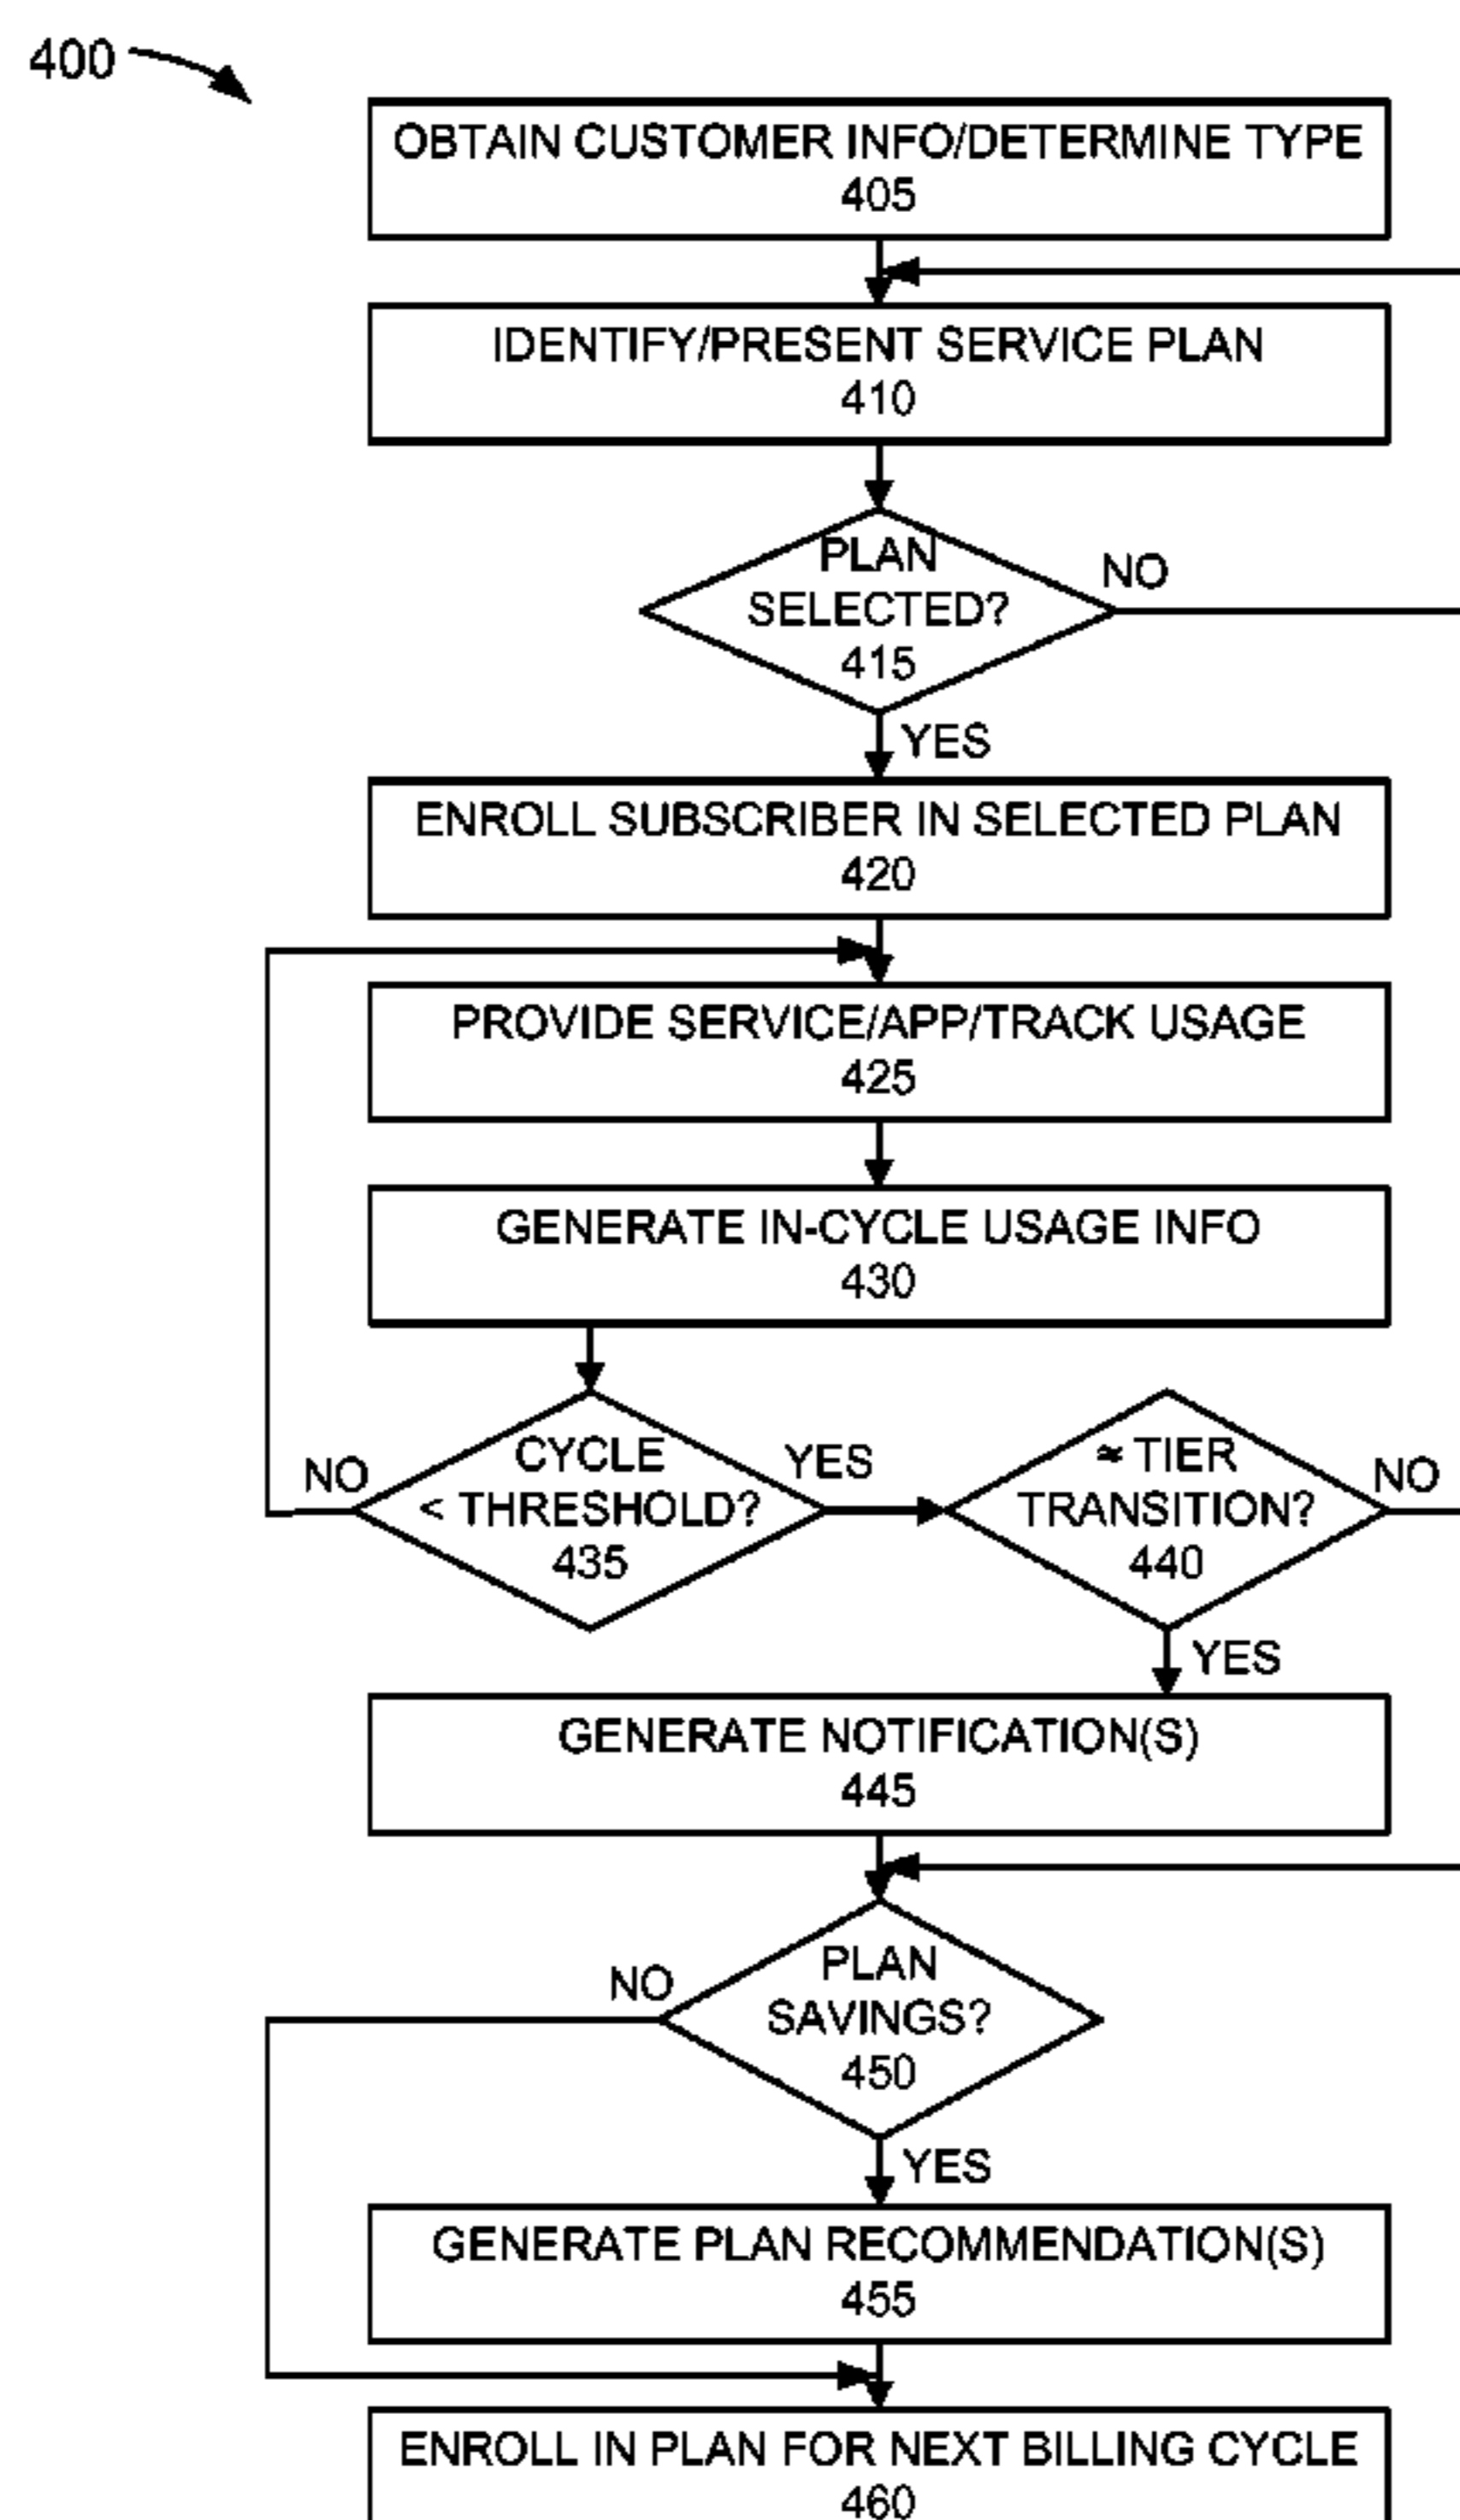 400
OBTAIN CUSTOMER INFO/DETERMINE TYPE
405
IDENTIFY/PRESENT SERVICE PLAN
410
PLAN
SELECTED?
415
NO
YES
ENROLL SUBSCRIBER IN SELECTED PLAN
420
PROVIDE SERVICE/APP/TRACK USAGE
425
GENERATE IN-CYCLE USAGE INFO
430
NO
CYCLE
< THRESHOLD?
435
YES
≈ TIER
TRANSITION?
440
NO
YES
GENERATE NOTIFICATION(S)
445
NO
PLAN
SAVINGS?
450
YES
GENERATE PLAN RECOMMENDATION(S)
455
ENROLL IN PLAN FOR NEXT BILLING CYCLE
460